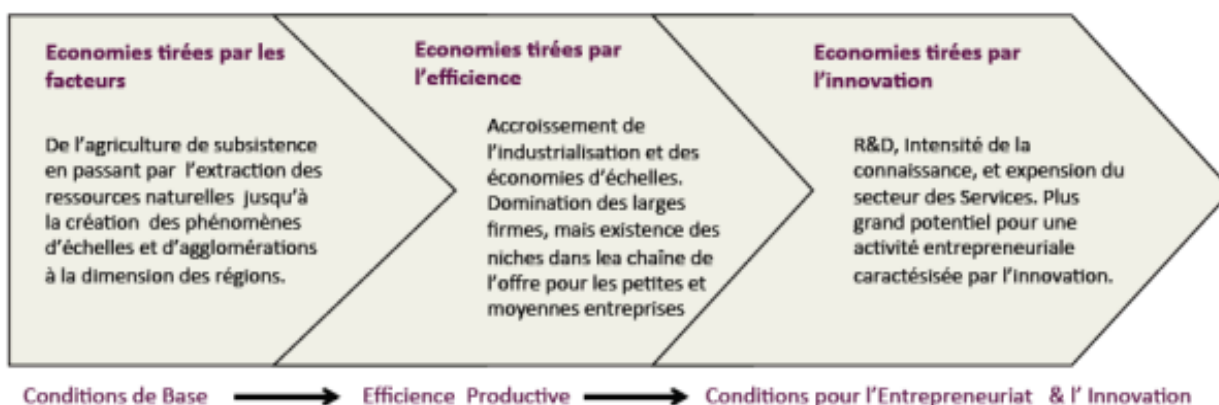 Economies tirées par les
facteurs
De l'agriculture de subsistence
en passant par l'extraction des
ressources naturelles jusqu'à
la création des phénomènes
d'échelles et d'agglomérations
à la dimension des régions.
Economies tirées par
l'efficience
Accroissement de
l'industrialisation et des
économies d'échelles.
Domination des larges
firmes, mais existence des
niches dans lea chaîne de
l'offre pour les petites et
moyennes entreprises
Economies tirées par
l'innovation
R&D, Intensité de la
connaissance, et expension du
secteur des Services. Plus
grand potentiel pour une
activité entrepreneuriale
caractésisée par l'innovation.
Conditions de Base Efficience Productive Conditions pour l'Entrepreneuriat & l' Innovation